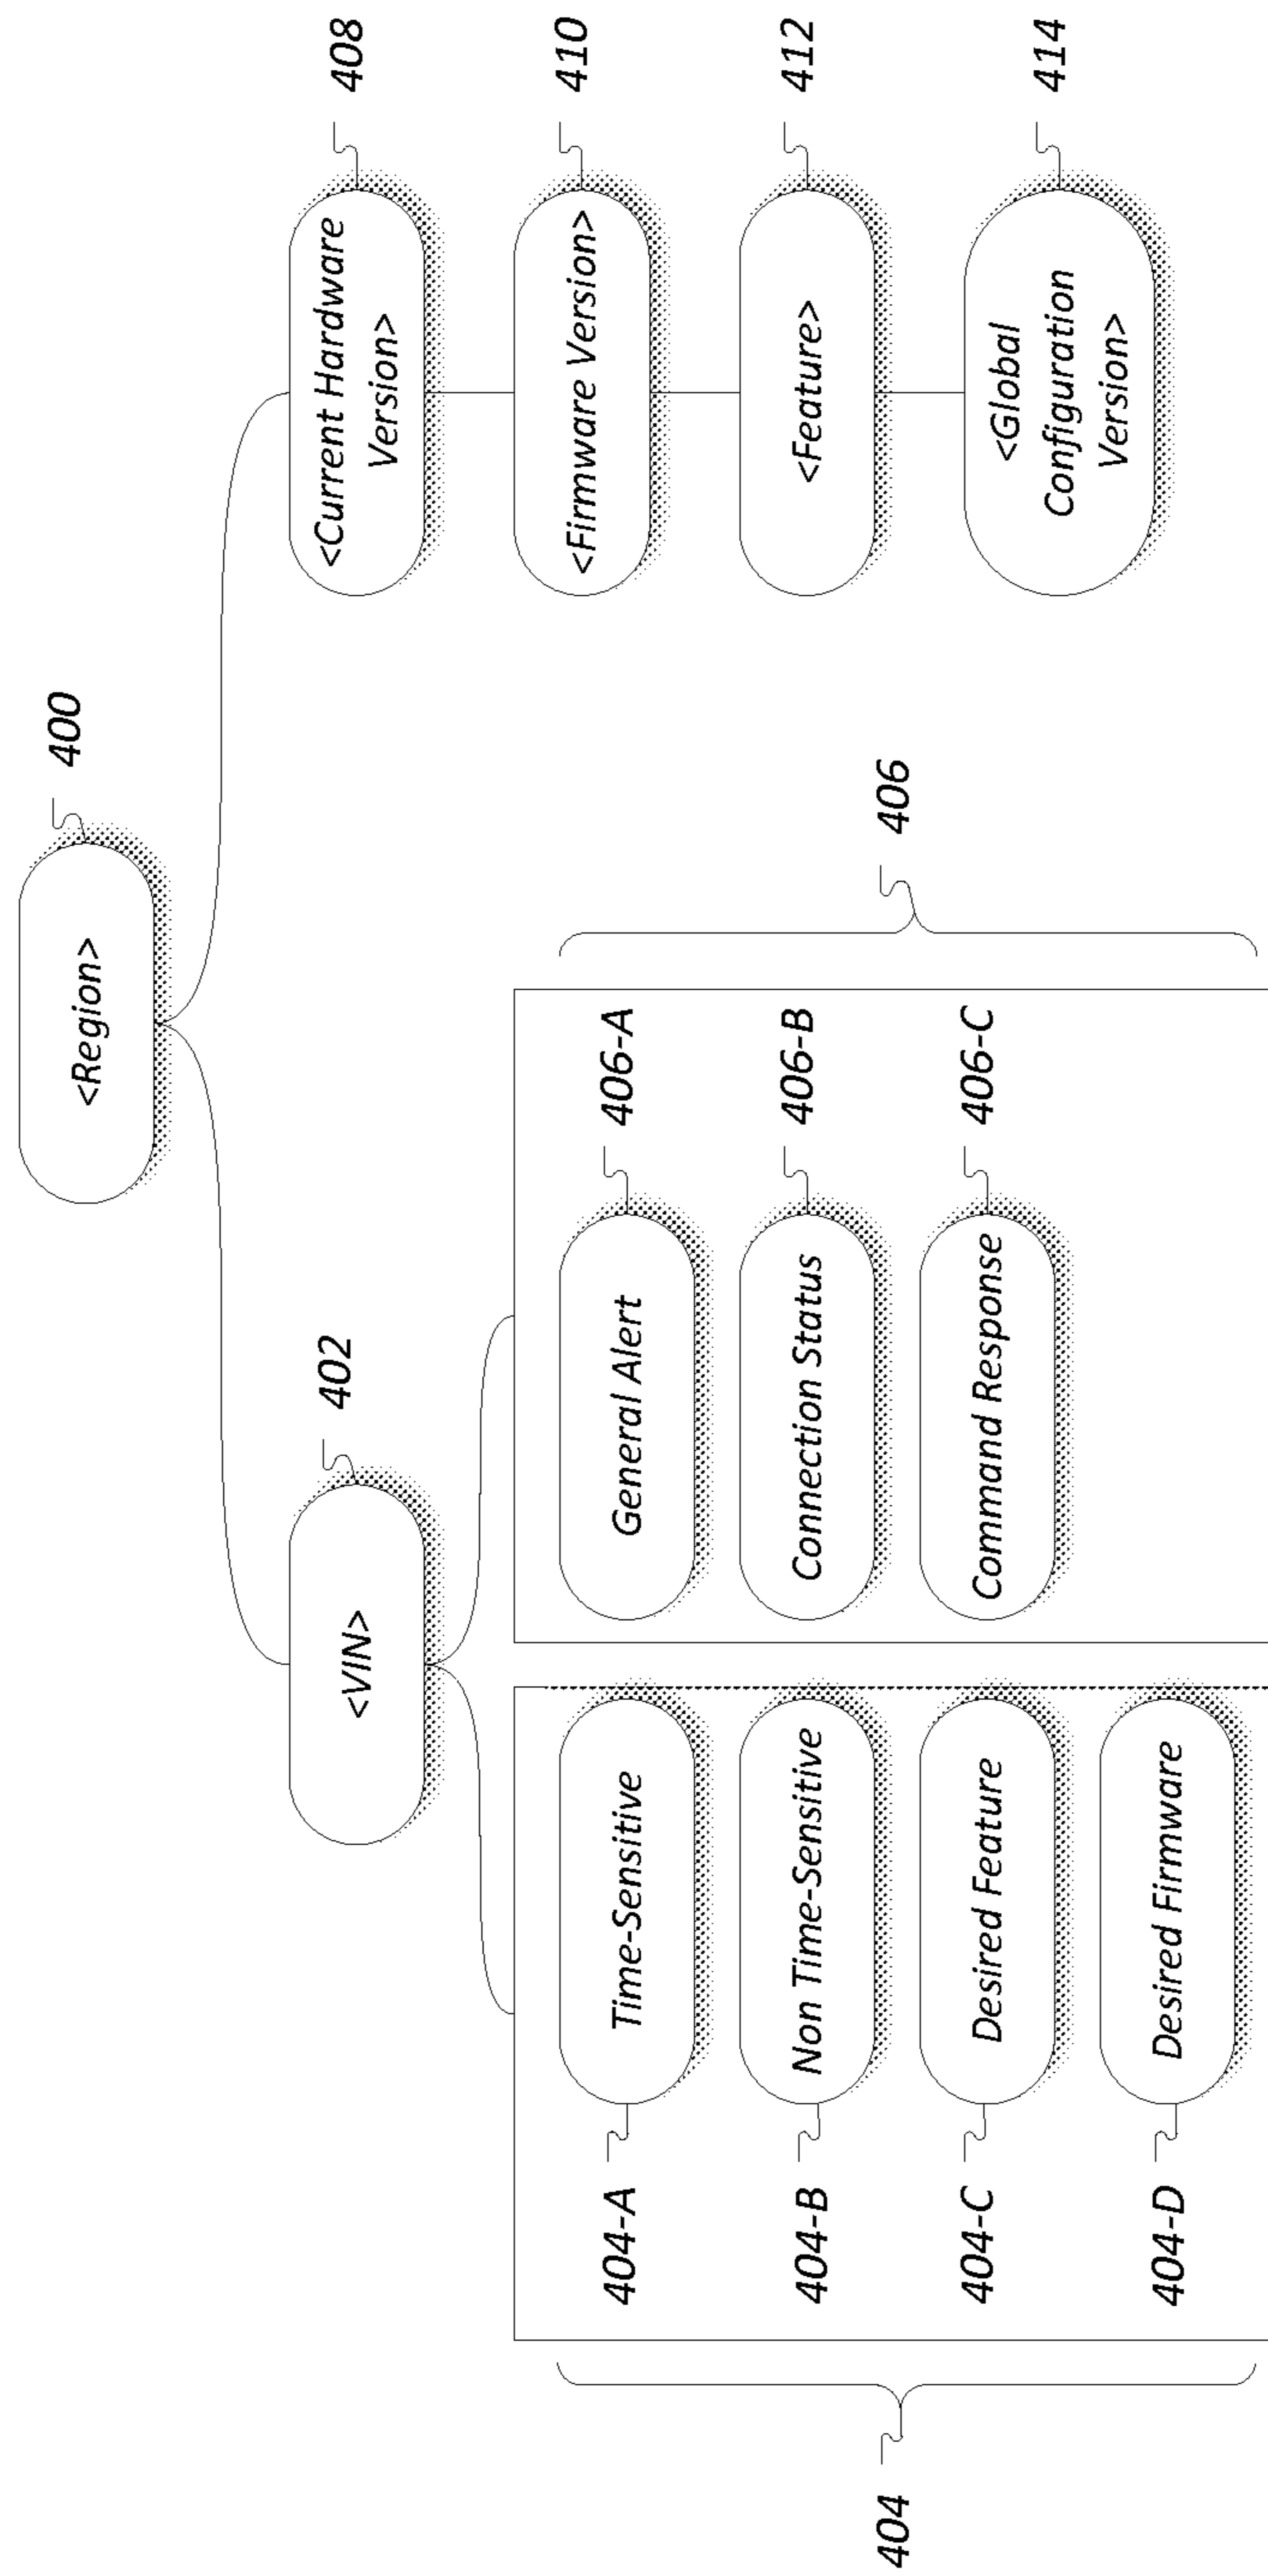 400
<Region>
402
<VIN>
408
<Current Hardware
Version>
410
<Firmware Version>
412
<Feature>
414
<Global
Configuration
Version>
404
404-A
Time-Sensitive
404-B
Non Time-Sensitive
404-C
Desired Feature
404-D
Desired Firmware
406
General Alert
406-A
Connection Status
406-B
Command Response
406-C